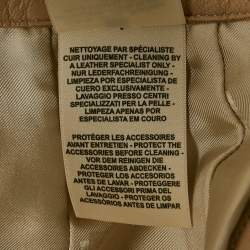 NETTOYAGE PAR SPÉCIALISTE
CUIR UNIQUEMENT - CLEANING BY
A LEATHER SPECIALIST ONLY -
NUR LEDERFACHREINIGUNG -
LIMPIEZA POR ESPECIALISTA DE
CUERO EXCLUSIVAMENTE -
LAVAGGIO PRESSO CENTRI
SPECIALIZZATI PER LA PELLE -
LIMPEZA APENAS POR
ESPECIALISTA EM COURO
PROTÉGER LES ACCESSOIRES
AVANT ENTRETIEN - PROTECT THE
ACCESSORIES BEFORE CLEANING -
VOR DEM REINIGEN DIE
ACCESSOIRES ABDECKEN -
PROTEGER LOS ACCESORIOS
ANTES DE LAVAR - PROTEGGERE
GLI ACCESSORI PRIMA DEL
LAVAGGIO - PROTEGER OS
ACESSÓRIOS ANTES DE LIMPAR